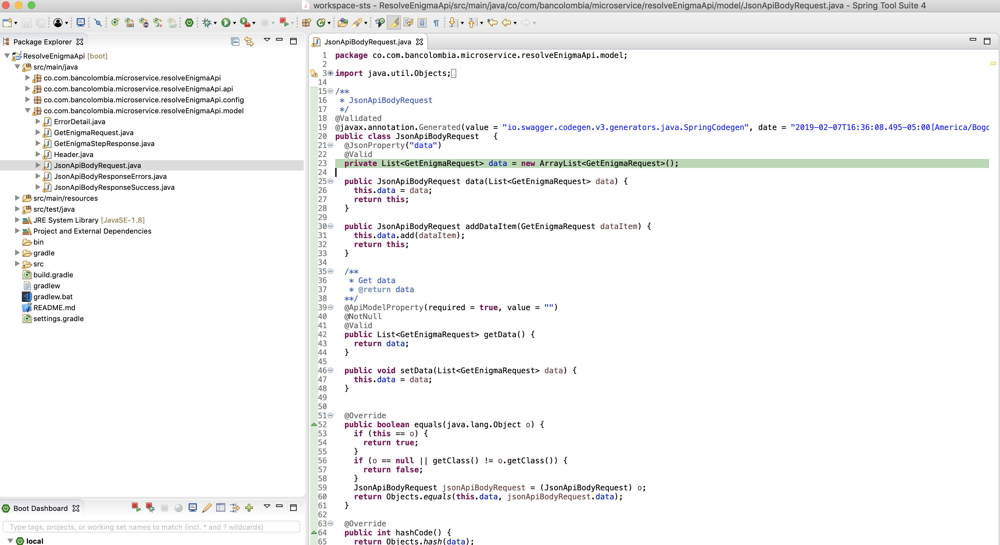 workspace-sts - ResolveEnigmaApi/src/main/java/co/com/bancolombia/microservice/resolveEnigmaApi/model/JsonApiBodyRequest.java - Spring Tool Suite 4
Package Explorer
ResolveEnigmaApi [boot]
src/main/java
co.com.bancolombia.microservice.resolveEnigmaApi
co.com.bancolombia.microservice.resolveEnigmaApi.api
co.com.bancolombia.microservice.resolveEnigmaApi.config
co.com.bancolombia.microservice.resolveEnigmaApi.model
ErrorDetail.java
GetEnigmaRequest.java
GetEnigmaStepResponse.java
Header.java
JsonApiBodyRequest.java
JsonApiBodyResponseErrors.java
JsonApiBodyResponseSuccess.java
src/main/resources
src/test/java
JRE System Library [JavaSE-1.8]
Project and External Dependencies
bin
gradle
src
build.gradle
gradlew
gradlew.bat
README.md
settings.gradle
Boot Dashboard
Type tags, projects, or working set names to match (incl. * and ? wildcards)
local
JsonApiBodyRequest.java
1 package co.com.bancolombia.microservice.resolveEnigmaApi.model;
2
3 import java.util.Objects;
14
15 /**
16  * JsonApiBodyRequest
17  */
18 @Validated
19 @javax.annotation.Generated(value = "io.swagger.codegen.v3.generators.java.SpringCodegen", date = "2019-02-07T16:36:08.495-05:00[America/Bogo
20 public class JsonApiBodyRequest   {
21   @JsonProperty("data")
22   @Valid
23   private List<GetEnigmaRequest> data = new ArrayList<GetEnigmaRequest>();
24
25   public JsonApiBodyRequest data(List<GetEnigmaRequest> data) {
26     this.data = data;
27     return this;
28   }
29
30   public JsonApiBodyRequest addDataItem(GetEnigmaRequest dataItem) {
31     this.data.add(dataItem);
32     return this;
33   }
34
35   /**
36    * Get data
37    * @return data
38   **/
39   @ApiModelProperty(required = true, value = "")
40   @NotNull
41   @Valid
42   public List<GetEnigmaRequest> getData() {
43     return data;
44   }
45
46   public void setData(List<GetEnigmaRequest> data) {
47     this.data = data;
48   }
49
50
51   @Override
52   public boolean equals(java.lang.Object o) {
53     if (this == o) {
54       return true;
55     }
56     if (o == null || getClass() != o.getClass()) {
57       return false;
58     }
59     JsonApiBodyRequest jsonApiBodyRequest = (JsonApiBodyRequest) o;
60     return Objects.equals(this.data, jsonApiBodyRequest.data);
61   }
62
63   @Override
64   public int hashCode() {
65     return Objects.hash(data);